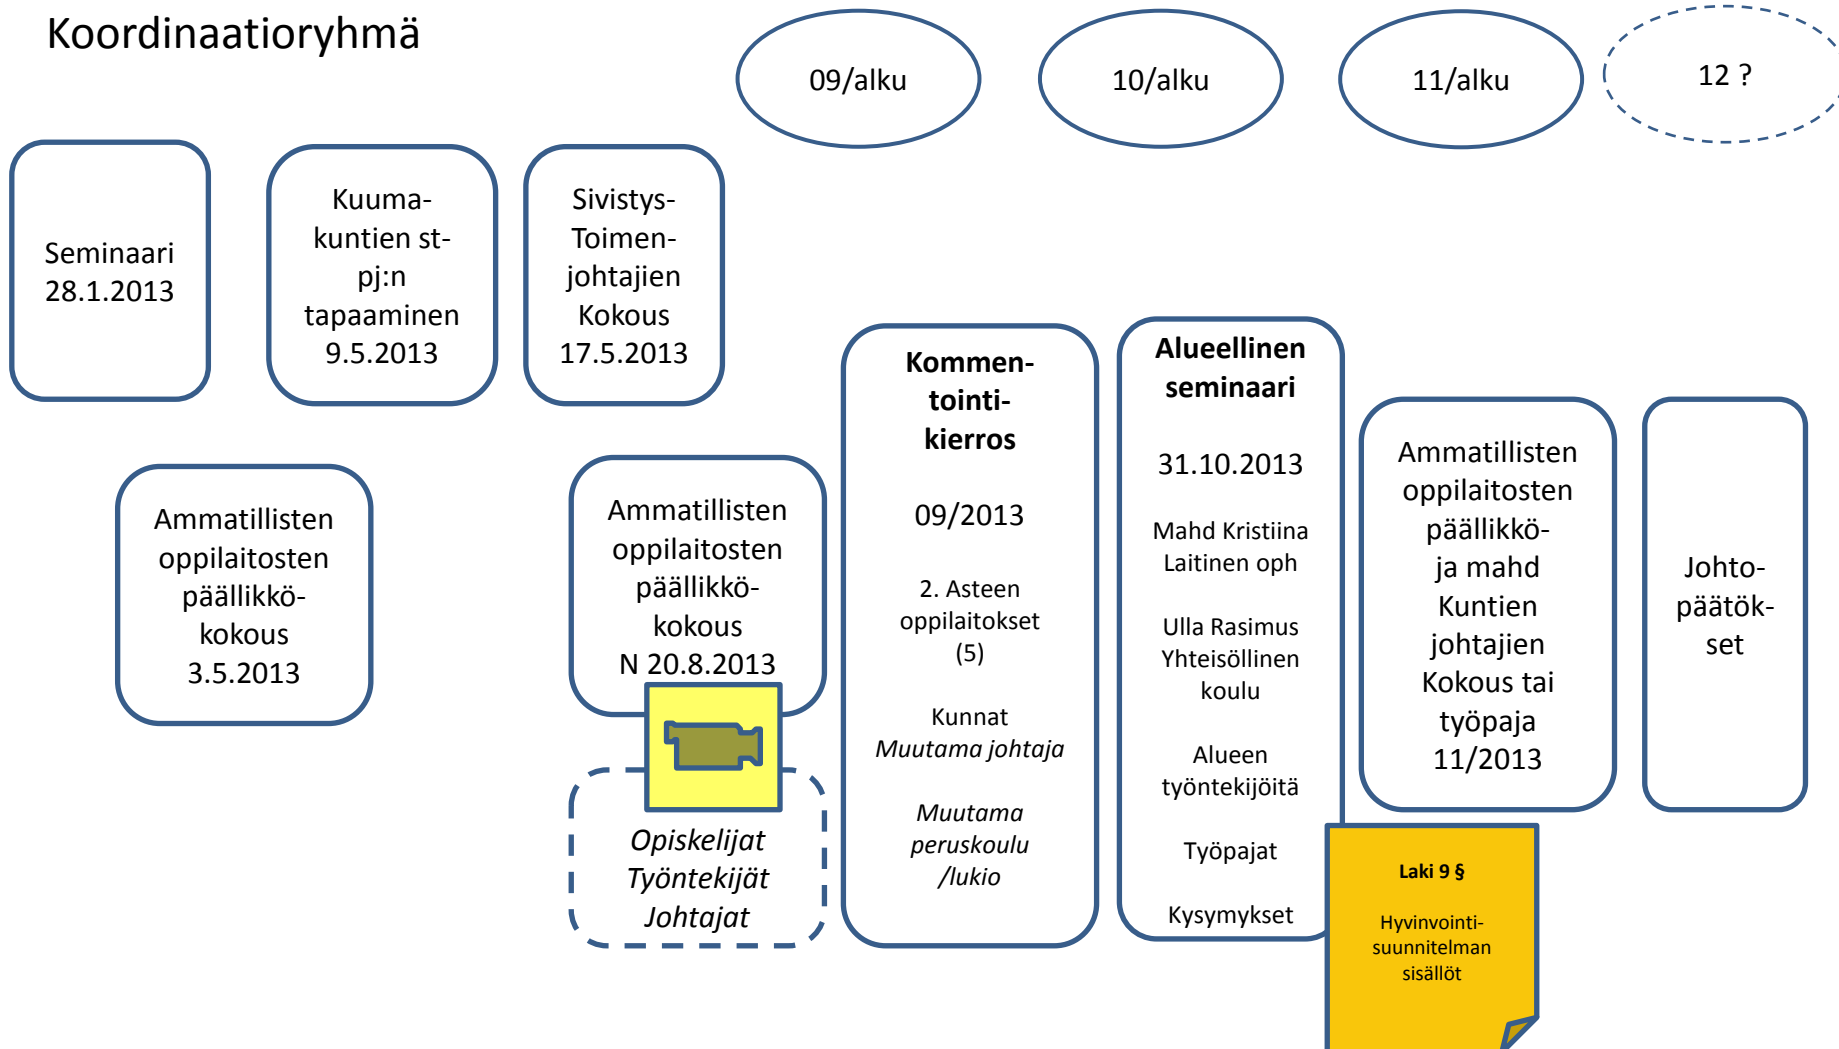 Koordinaatioryhmä
09/alku
10/alku
11/alku
12 ?
Seminaari
28.1.2013
Kuuma-
kuntien st-
pj:n
tapaaminen
9.5.2013
Sivistys-
Toimen-
johtajien
Kokous
17.5.2013
Ammatillisten
oppilaitosten
päällikkö-
kokous
3.5.2013
Ammatillisten
oppilaitosten
päällikkö-
kokous
N 20.8.2013
Opiskelijat
Työntekijät
Johtajat
Kommen-
tointi-
kierros
09/2013
2. Asteen
oppilaitokset
(5)
Kunnat
Muutama johtaja
Muutama
peruskoulu
/lukio
Alueellinen
seminaari
31.10.2013
Mahd Kristiina
Laitinen oph
Ulla Rasimus
Yhteisöllinen
koulu
Alueen
työntekijöitä
Työpajat
Kysymykset
Ammatillisten
oppilaitosten
päällikkö-
ja mahd
Kuntien
johtajien
Kokous tai
työpaja
11/2013
Laki 9 §
Hyvinvointi-
suunnitelman
sisällöt
Johto-
päätök-
set